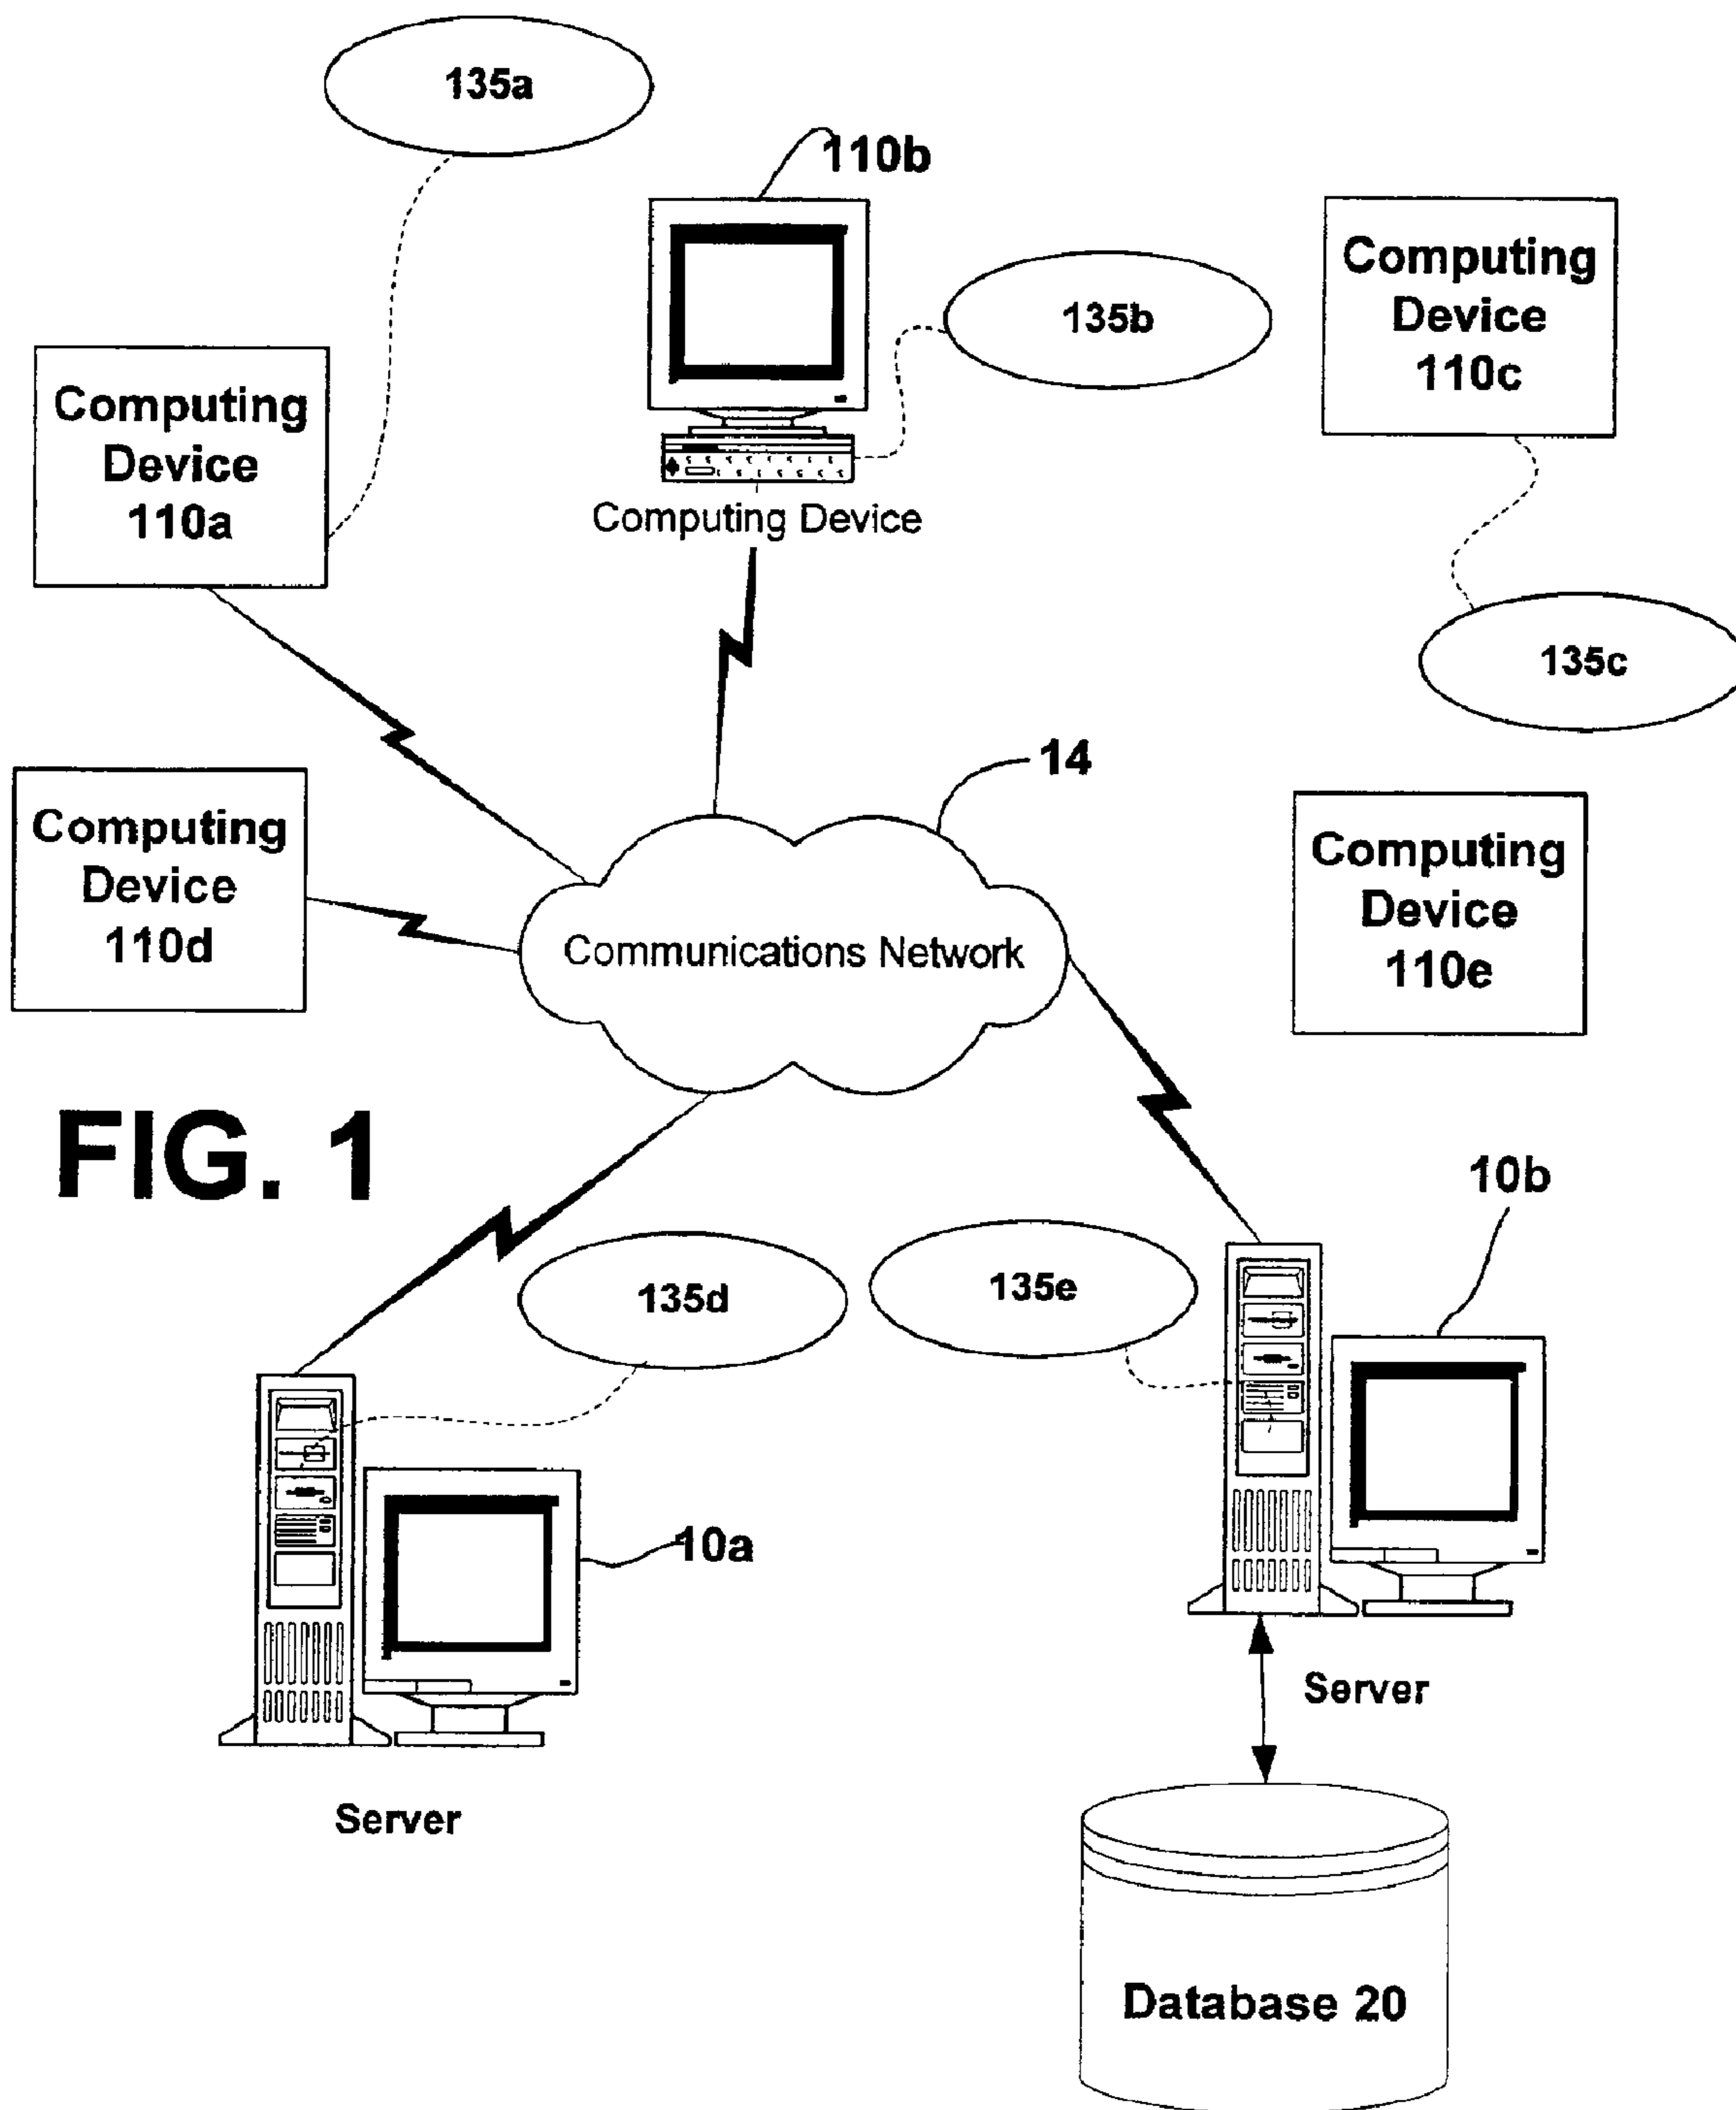 135a
110b
Computing
Device
110c
135b
Computing
Device
110a
Computing Device
135c
14
Computing
Device
110d
Computing
Device
110e
Communications Network
FIG. 1
10b
135d
135e
10a
Server
Server
Database 20